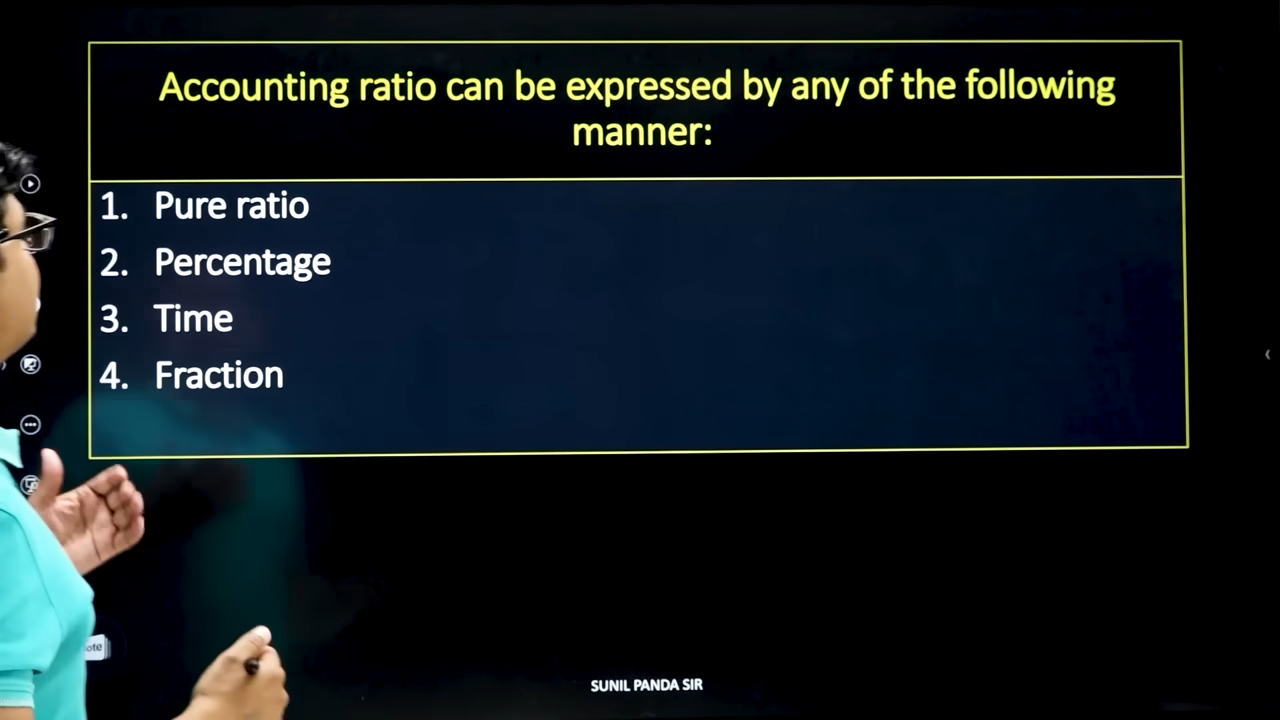 Accounting ratio can be expressed by any of the following
manner:
1. Pure ratio
2. Percentage
3. Time
4. Fraction
ote
SUNIL PANDA SIR